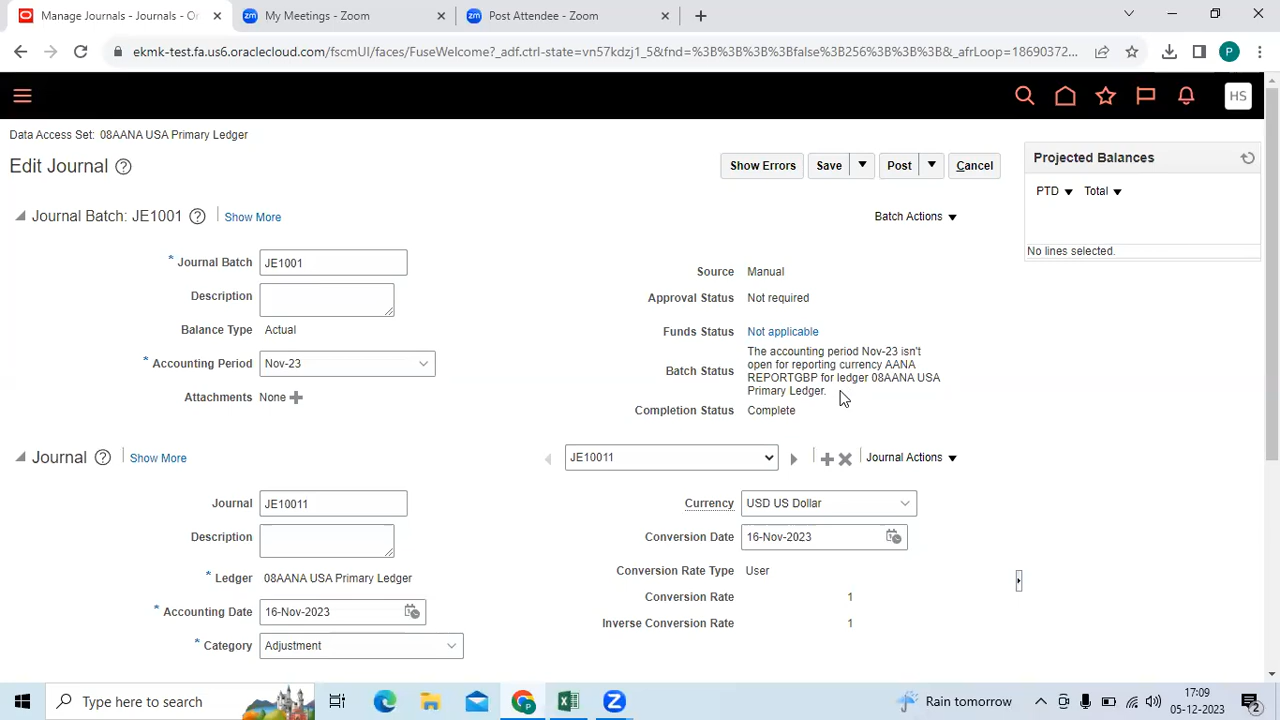 Manage Journals - Journals - Or
My Meetings - Zoom
Post Attendee - Zoom
ekmk-test.fa.us6.oraclecloud.com/fscmUI/faces/FuseWelcome?_adf.ctrl-state=vn57kdzj1_5&fnd=%3B%3B%3B%3Bfalse%3B256%3B%3B%3B&_afrLoop=18690372...
P
HS
Data Access Set: 08AANA USA Primary Ledger
Edit Journal
Show Errors
Save
Post
Cancel
Projected Balances
PTD
Total
No lines selected.
Journal Batch: JE1001
Show More
Batch Actions
* Journal Batch JE1001
Description
Balance Type Actual
* Accounting Period Nov-23
Attachments None
Source Manual
Approval Status Not required
Funds Status Not applicable
Batch Status
The accounting period Nov-23 isn't
open for reporting currency AANA
REPORTGBP for ledger 08AANA USA
Primary Ledger.
Completion Status Complete
Journal
Show More
JE10011
Journal Actions
Journal JE10011
Description
* Ledger 08AANA USA Primary Ledger
* Accounting Date 16-Nov-2023
* Category Adjustment
Currency USD US Dollar
Conversion Date 16-Nov-2023
Conversion Rate Type User
Conversion Rate 1
Inverse Conversion Rate 1
Type here to search
Rain tomorrow
17:09
05-12-2023
2